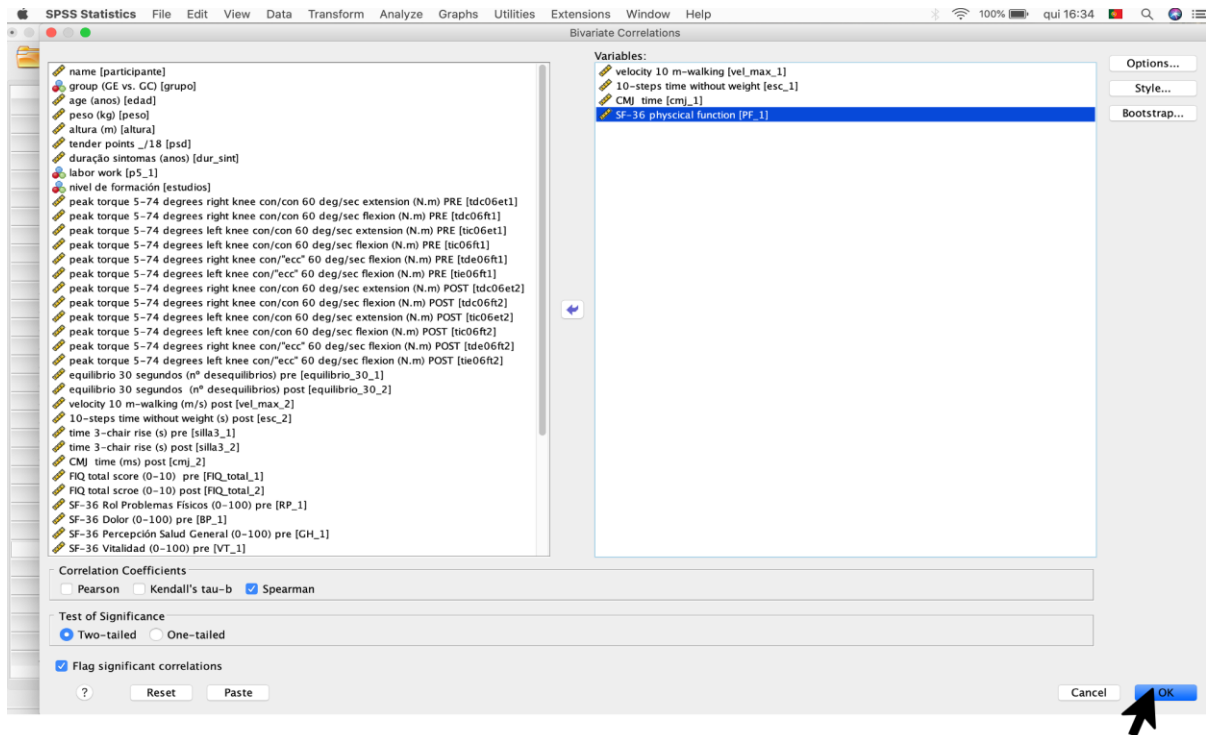 SPSS Statistics File Edit View Data Transform Analyze Graphs Utilities Extensions Window Help 100% qui 16:34
Bivariate Correlations
name [participante]
group (GE vs. GC) [grupo]
age (anos) [edad]
peso (kg) [peso]
altura (m) [altura]
tender points _/18 [psd]
duração sintomas (anos) [dur_sint]
labor work [p5_1]
nivel de formación [estudios]
peak torque 5-74 degrees right knee con/con 60 deg/sec extension (N.m) PRE [tdc06et1]
peak torque 5-74 degrees right knee con/con 60 deg/sec flexion (N.m) PRE [tdc06ft1]
peak torque 5-74 degrees left knee con/con 60 deg/sec extension (N.m) PRE [tic06et1]
peak torque 5-74 degrees left knee con/con 60 deg/sec flexion (N.m) PRE [tic06ft1]
peak torque 5-74 degrees right knee con/"ecc" 60 deg/sec flexion (N.m) PRE [tde06ft1]
peak torque 5-74 degrees left knee con/"ecc" 60 deg/sec flexion (N.m) PRE [tie06ft1]
peak torque 5-74 degrees right knee con/con 60 deg/sec extension (N.m) POST [tdc06et2]
peak torque 5-74 degrees right knee con/con 60 deg/sec flexion (N.m) POST [tdc06ft2]
peak torque 5-74 degrees left knee con/con 60 deg/sec extension (N.m) POST [tic06et2]
peak torque 5-74 degrees left knee con/con 60 deg/sec flexion (N.m) POST [tic06ft2]
peak torque 5-74 degrees right knee con/"ecc" 60 deg/sec flexion (N.m) POST [tde06ft2]
peak torque 5-74 degrees left knee con/"ecc" 60 deg/sec flexion (N.m) POST [tie06ft2]
equilibrio 30 segundos (nº desequilibrios) pre [equilibrio_30_1]
equilibrio 30 segundos (nº desequilibrios) post [equilibrio_30_2]
velocity 10 m-walking (m/s) post [vel_max_2]
10-steps time without weight (s) post [esc_2]
time 3-chair rise (s) pre [silla3_1]
time 3-chair rise (s) post [silla3_2]
CMJ time (ms) post [cmj_2]
FIQ total score (0-10) pre [FIQ_total_1]
FIQ total scroe (0-10) post [FIQ_total_2]
SF-36 Rol Problemas Físicos (0-100) pre [RP_1]
SF-36 Dolor (0-100) pre [BP_1]
SF-36 Percepción Salud General (0-100) pre [GH_1]
SF-36 Vitalidad (0-100) pre [VT_1]
Variables:
velocity 10 m-walking [vel_max_1]
10-steps time without weight [esc_1]
CMJ time [cmj_1]
SF-36 physcical function [PF_1]
Options...
Style...
Bootstrap...
Correlation Coefficients
Pearson Kendall's tau-b Spearman
Test of Significance
Two-tailed One-tailed
Flag significant correlations
? Reset Paste Cancel OK